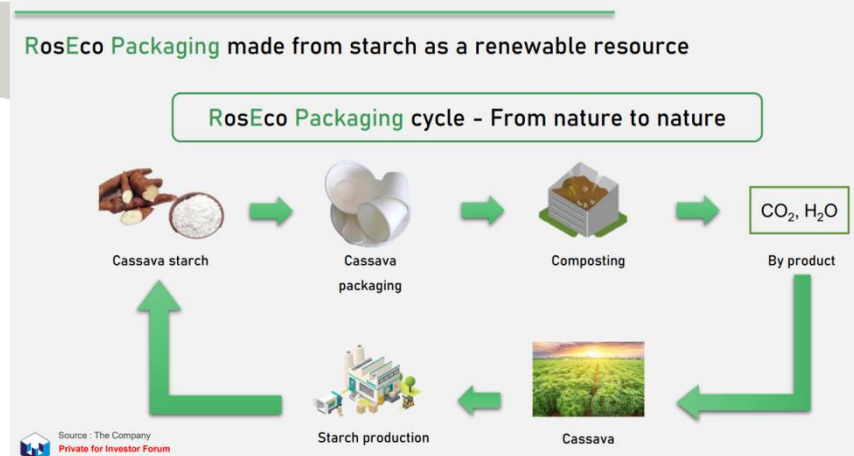 RosEco Packaging made from starch as a renewable resource
RosEco Packaging cycle - From nature to nature
CO₂, H₂O
Cassava starch
Cassava
packaging
Composting
By product
Starch production
Cassava
Source : The Company
Private for Investor Forum